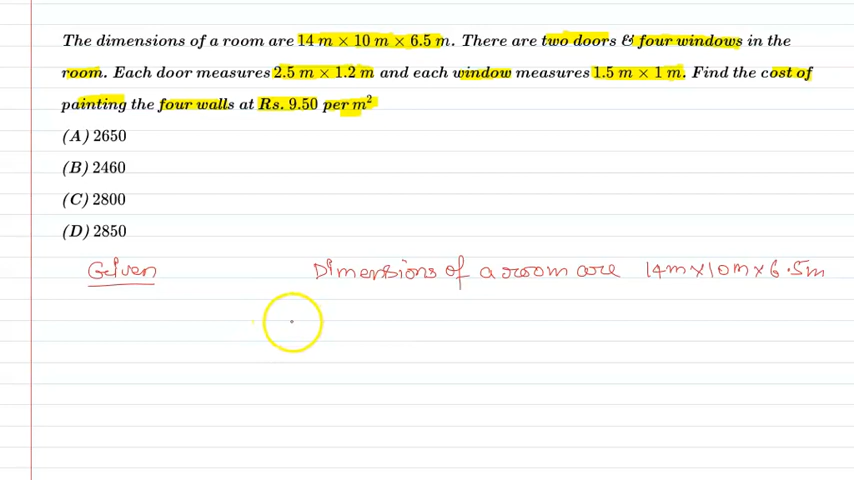 The dimensions of a room are 14 m × 10 m × 6.5 m. There are two doors & four windows in the
room. Each door measures 2.5 m × 1.2 m and each window measures 1.5 m × 1 m. Find the cost of
painting the four walls at Rs. 9.50 per m²
(A) 2650
(B) 2460
(C) 2800
(D) 2850
Given Dimensions of a room are 14m×10m×6.5m